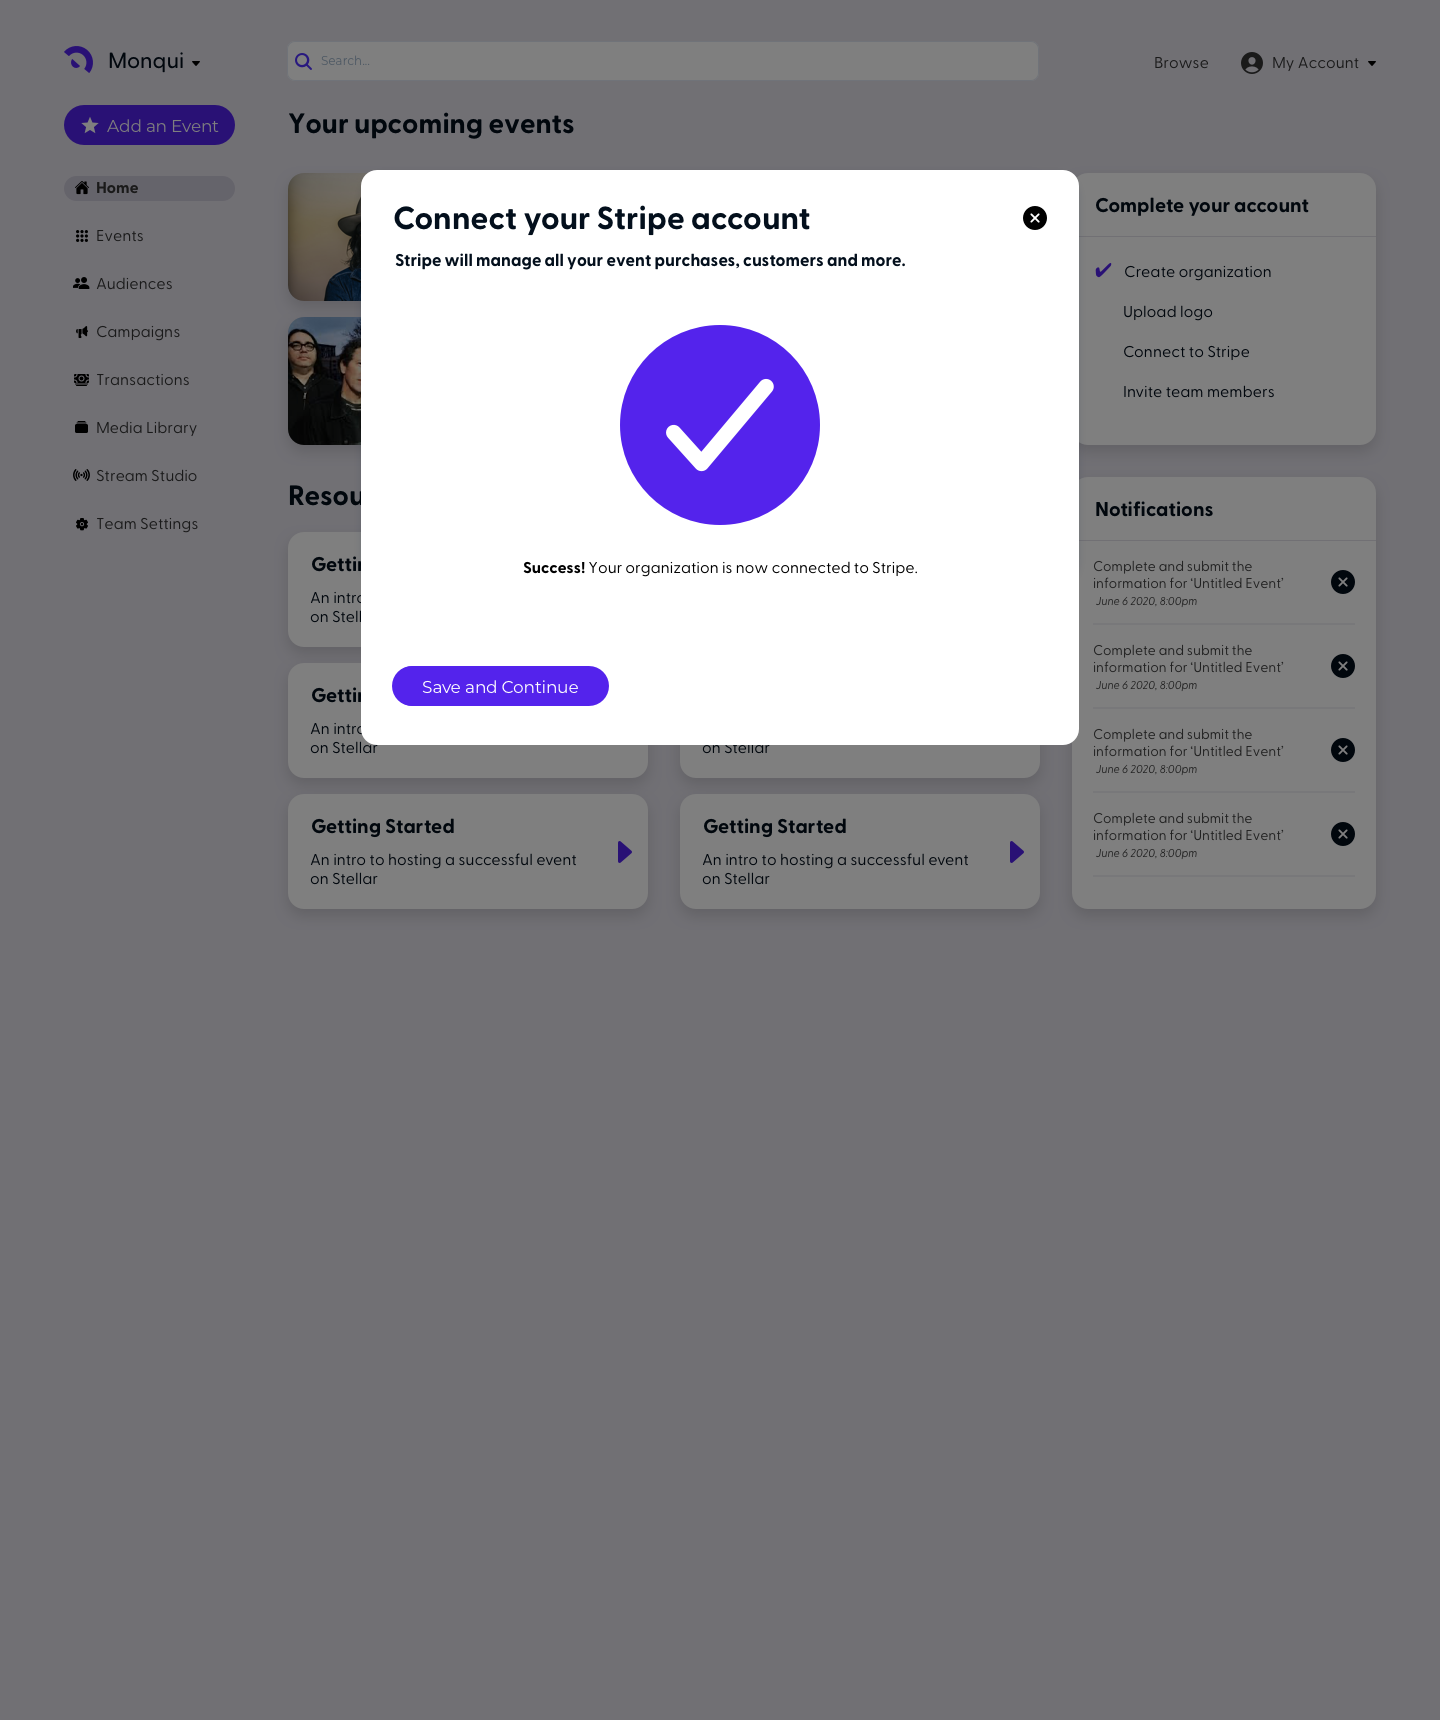 Monqui
Search...
Browse
My Account
Add an Event
Your upcoming events
Home
Events
Audiences
Campaigns
Transactions
Media Library
Stream Studio
Team Settings
Connect your Stripe account
Stripe will manage all your event purchases, customers and more.
Success! Your organization is now connected to Stripe.
Save and Continue
Complete your account
Create organization
Upload logo
Connect to Stripe
Invite team members
Notifications
Complete and submit the
information for ‘Untitled Event’
June 6 2020, 8:00pm
Complete and submit the
information for ‘Untitled Event’
June 6 2020, 8:00pm
Complete and submit the
information for ‘Untitled Event’
June 6 2020, 8:00pm
Complete and submit the
information for ‘Untitled Event’
June 6 2020, 8:00pm
An
on
An
on Stellar
on Stellar
Getting Started
An intro to hosting a successful event
on Stellar
Getting Started
An intro to hosting a successful event
on Stellar